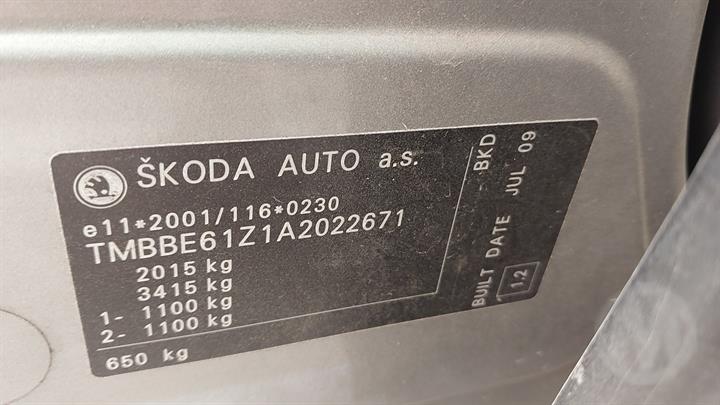 ŠKODA AUTO a.s.
e11*2001/116*0230
TMBBE61Z1A2022671
2015 kg
3415 kg
1- 1100 kg
2- 1100 kg
650 kg
BKD
BUILT DATE JUL 09
1.2